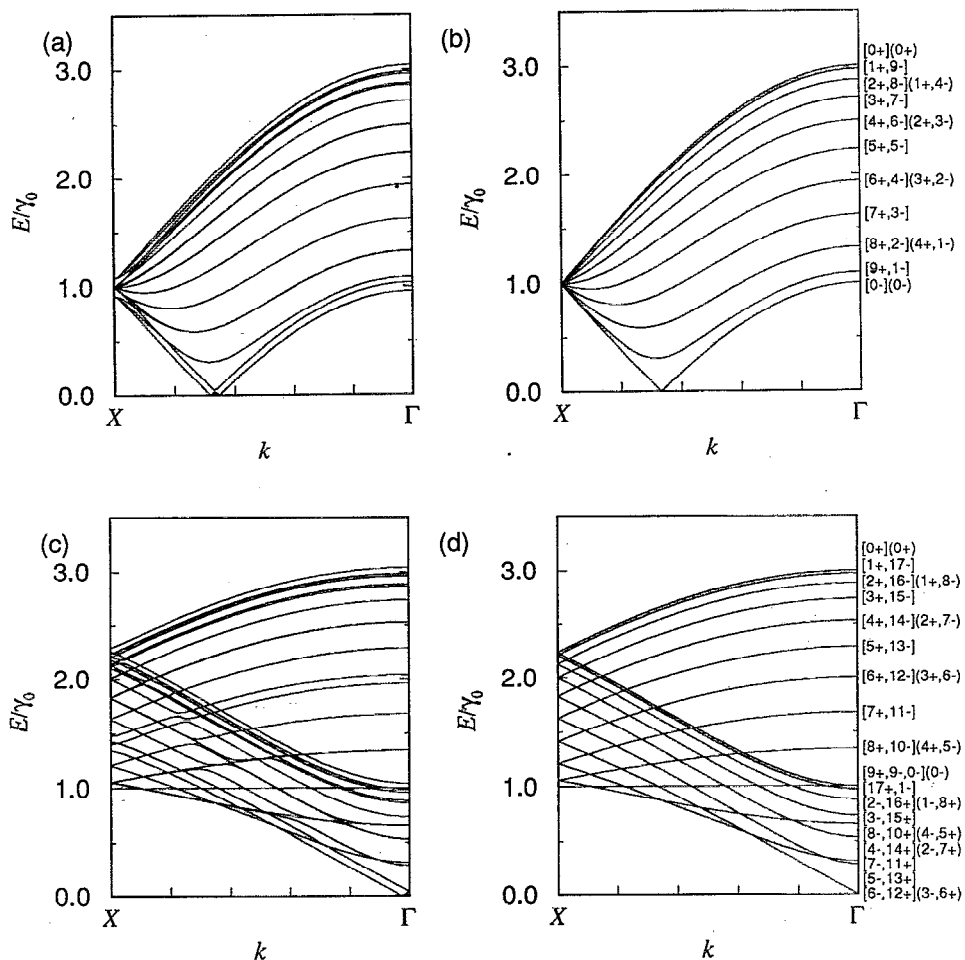 (a)
3.0
2.0
1.0
0.0
E/γ₀
X
Γ
k
(b)
3.0
2.0
1.0
0.0
E/γ₀
X
Γ
k
[0+](0+)
[1+,9-]
[2+,8-](1+,4-)
[3+,7-]
[4+,6-](2+,3-)
[5+,5-]
[6+,4-](3+,2-)
[7+,3-]
[8+,2-](4+,1-)
[9+,1-]
[0-](0-)
(c)
3.0
2.0
1.0
0.0
E/γ₀
X
Γ
k
(d)
3.0
2.0
1.0
0.0
E/γ₀
X
Γ
k
[0+](0+)
[1+,17-]
[2+,16-](1+,8-)
[3+,15-]
[4+,14-](2+,7-)
[5+,13-]
[6+,12-](3+,6-)
[7+,11-]
[8+,10-](4+,5-)
[9+,9-,0-](0-)
[17+,1-]
[2-,16+](1-,8+)
[3-,15+]
[8-,10+](4-,5+)
[4-,14+](2-,7+)
[7-,11+]
[5-,13+]
[6-,12+](3-,6+)